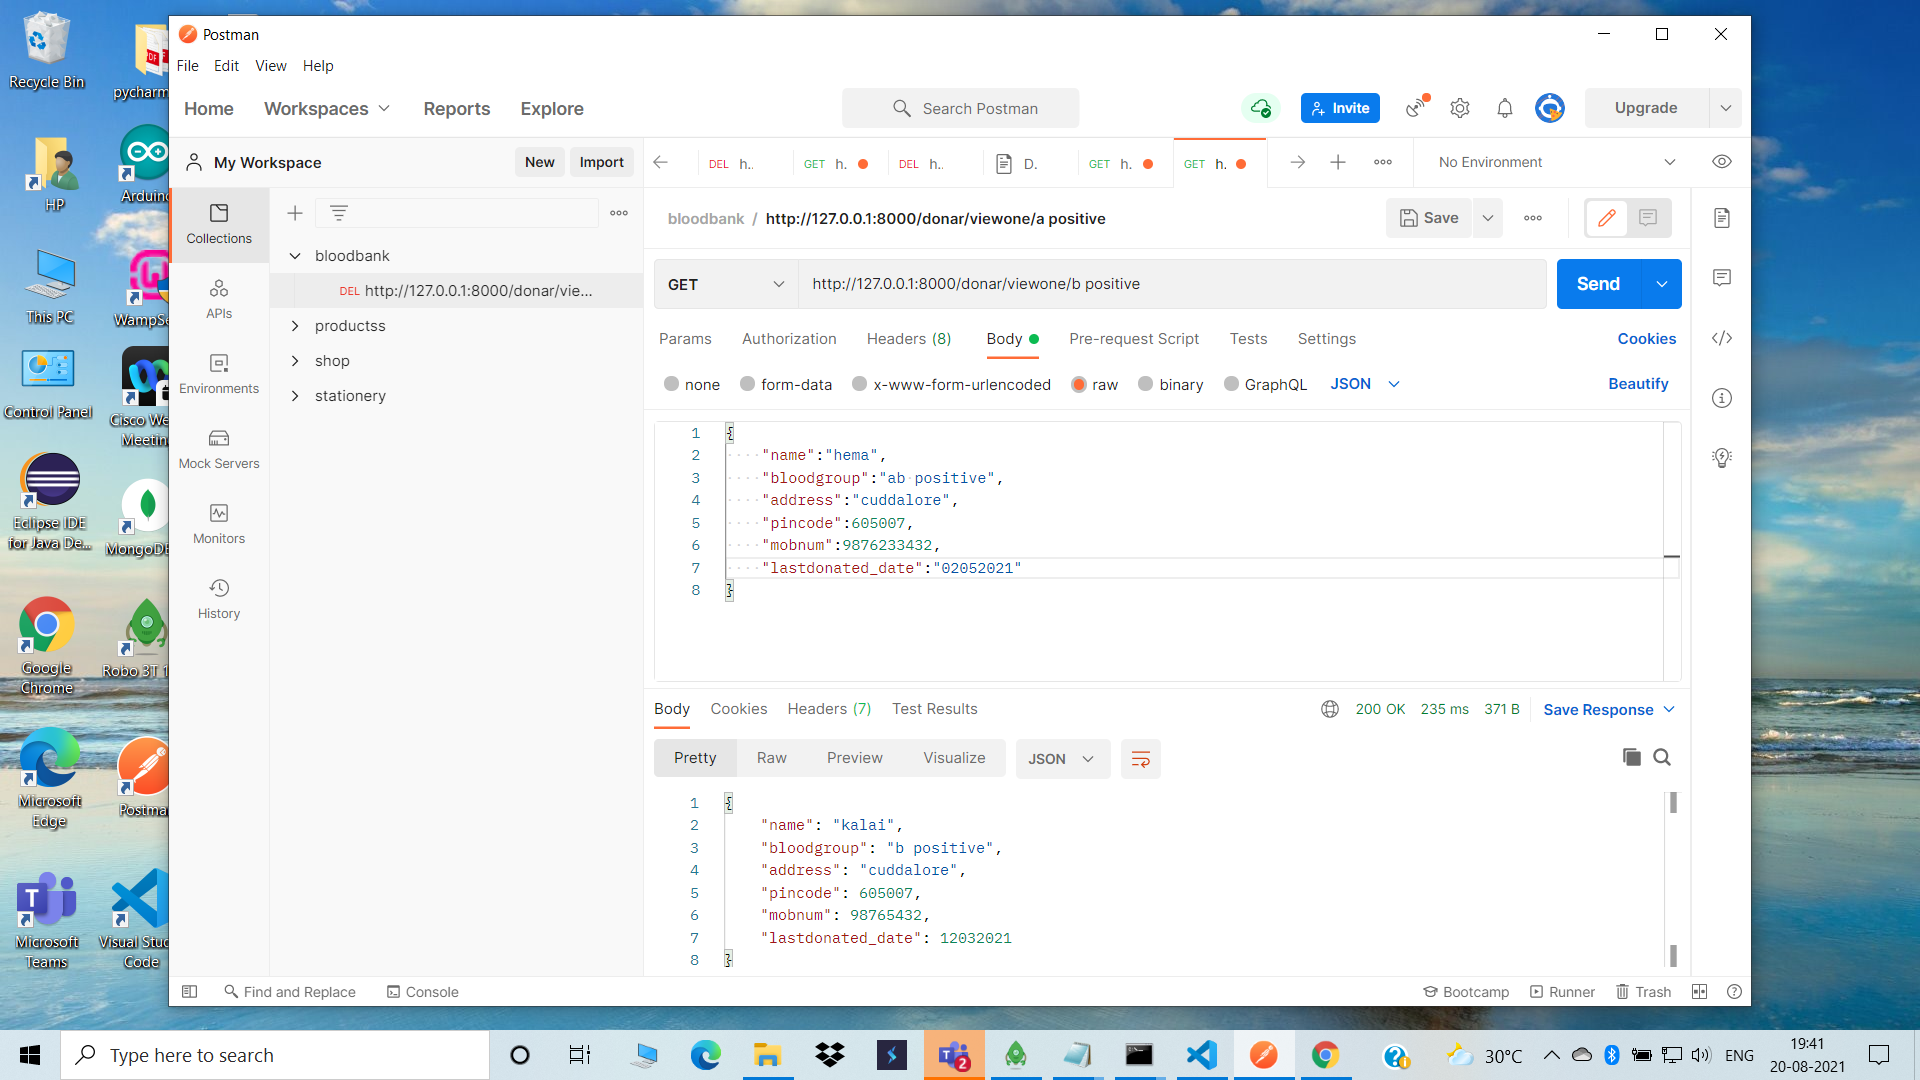 Postman
File Edit View Help
Home Workspaces Reports Explore
Search Postman
Invite
Upgrade
My Workspace
New Import
DEL h.
GET h.
DEL h.
D.
GET h.
GET h.
No Environment
Collections
APIs
Environments
Mock Servers
Monitors
History
bloodbank
DEL http://127.0.0.1:8000/donar/vie...
productss
shop
stationery
bloodbank / http://127.0.0.1:8000/donar/viewone/a positive
Save
GET http://127.0.0.1:8000/donar/viewone/b positive
Send
Params Authorization Headers (8) Body Pre-request Script Tests Settings Cookies
none form-data x-www-form-urlencoded raw binary GraphQL JSON Beautify
1 {
2 "name":"hema",
3 "bloodgroup":"ab positive",
4 "address":"cuddalore",
5 "pincode":605007,
6 "mobnum":9876233432,
7 "lastdonated_date":"02052021"
8 }
Body Cookies Headers (7) Test Results
200 OK 235 ms 371 B Save Response
Pretty Raw Preview Visualize JSON
1 {
2 "name": "kalai",
3 "bloodgroup": "b positive",
4 "address": "cuddalore",
5 "pincode": 605007,
6 "mobnum": 98765432,
7 "lastdonated_date": 12032021
8 }
Find and Replace Console
Bootcamp Runner Trash
Recycle Bin
pycharm
HP
Arduino
This PC
WampSe
Control Panel
Cisco We
Meetin
Eclipse IDE
for Java De...
MongoDB
Google
Chrome
Robo 3T 1
Microsoft
Edge
Postman
Microsoft
Teams
Visual Stud
Code
Type here to search
2
30°C
ENG
19:41
20-08-2021